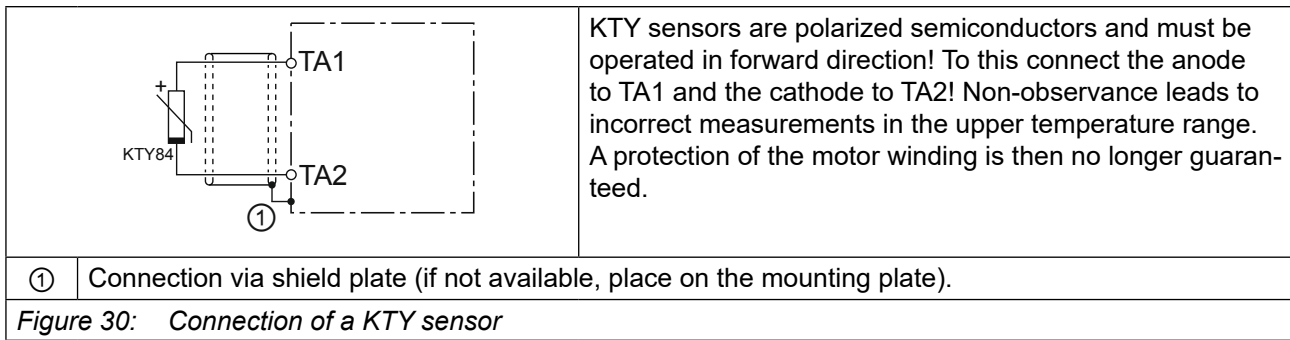 TA1
+
KTY84
TA2
①
KTY sensors are polarized semiconductors and must be
operated in forward direction! To this connect the anode
to TA1 and the cathode to TA2! Non-observance leads to
incorrect measurements in the upper temperature range.
A protection of the motor winding is then no longer guaran-
teed.
① Connection via shield plate (if not available, place on the mounting plate).
Figure 30: Connection of a KTY sensor